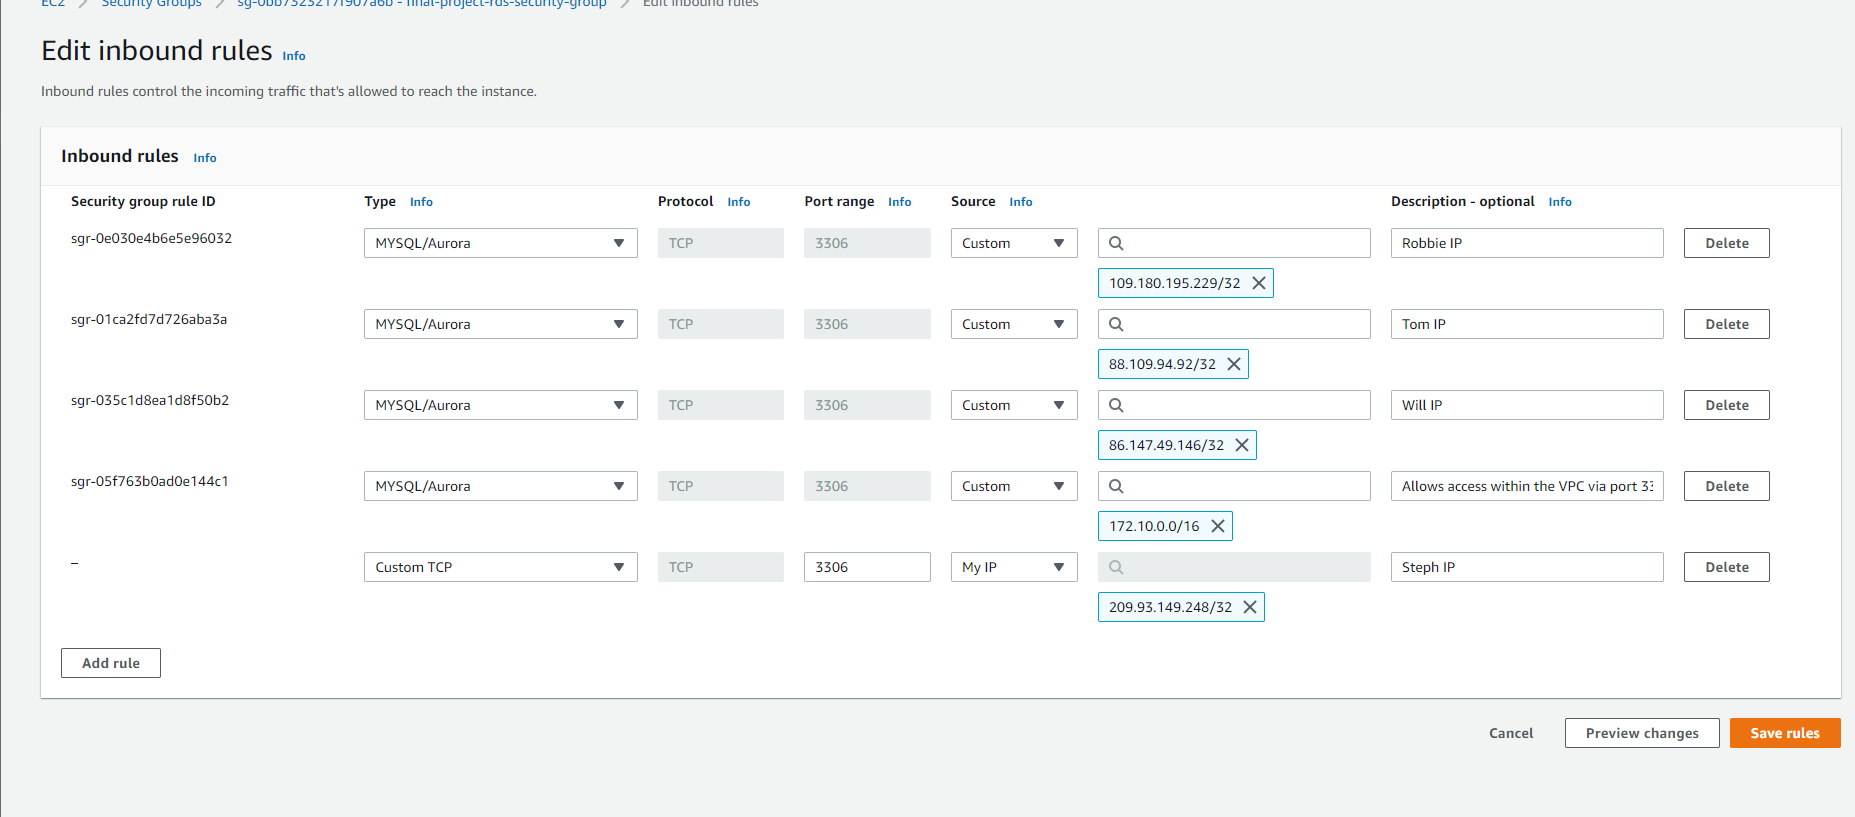 EC2 > Security Groups > sg-0bb73232171907a6b - final-project-rds-security-group > Edit inbound rules
Edit inbound rules Info
Inbound rules control the incoming traffic that's allowed to reach the instance.
Inbound rules Info
Security group rule ID Type Info Protocol Info Port range Info Source Info Description - optional Info
sgr-0e030e4b6e5e96032 MYSQL/Aurora TCP 3306 Custom Robbie IP Delete
109.180.195.229/32
sgr-01ca2fd7d726aba3a MYSQL/Aurora TCP 3306 Custom Tom IP Delete
88.109.94.92/32
sgr-035c1d8ea1d8f50b2 MYSQL/Aurora TCP 3306 Custom Will IP Delete
86.147.49.146/32
sgr-05f763b0ad0e144c1 MYSQL/Aurora TCP 3306 Custom Allows access within the VPC via port 33 Delete
172.10.0.0/16
– Custom TCP TCP 3306 My IP Steph IP Delete
209.93.149.248/32
Add rule
Cancel Preview changes Save rules